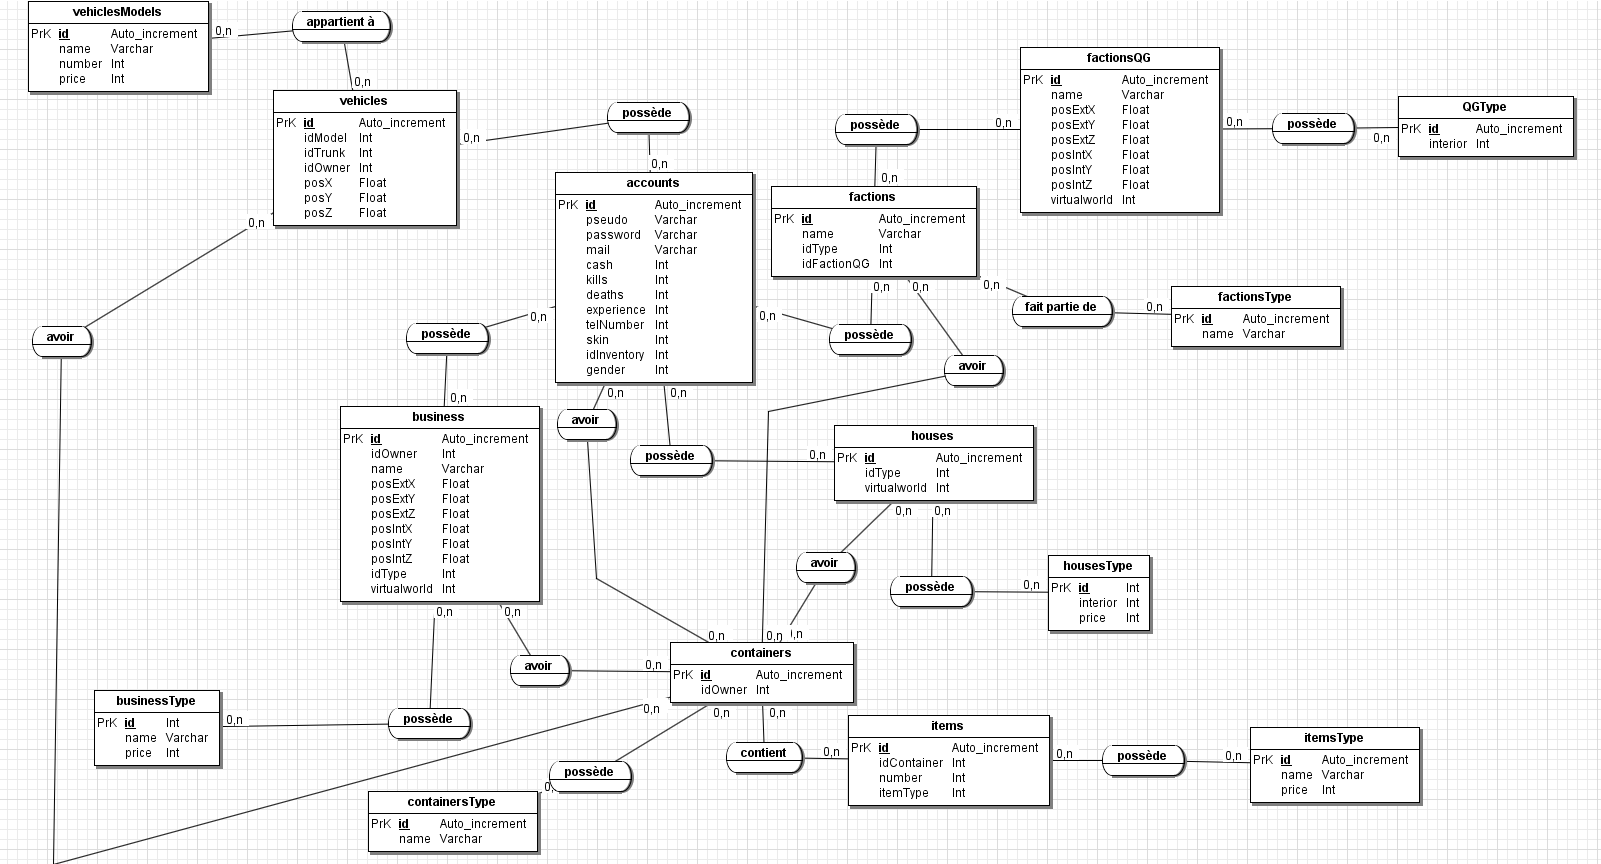 vehiclesModels
PrK id Auto_increment
name Varchar
number Int
price Int
0,n
appartient à
0,n
vehicles
PrK id Auto_increment
idModel Int
idTrunk Int
idOwner Int
posX Float
posY Float
posZ Float
0,n
possède
0,n
0,n
avoir
accounts
PrK id Auto_increment
pseudo Varchar
password Varchar
mail Varchar
cash Int
kills Int
deaths Int
experience Int
telNumber Int
skin Int
idInventory Int
gender Int
0,n
possède
0,n
0,n
possède
0,n
factions
PrK id Auto_increment
name Varchar
idType Int
idFactionQG Int
0,n
possède
0,n
factionsQG
PrK id Auto_increment
name Varchar
posExtX Float
posExtY Float
posExtZ Float
posIntX Float
posIntY Float
posIntZ Float
virtualworld Int
0,n
possède
0,n
QGType
PrK id Auto_increment
interior Int
0,n
fait partie de
0,n
factionsType
PrK id Auto_increment
name Varchar
0,n
avoir
0,n
avoir
0,n
possède
0,n
houses
PrK id Auto_increment
idType Int
virtualworld Int
0,n
avoir
0,n
possède
0,n
housesType
PrK id Int
interior Int
price Int
business
PrK id Auto_increment
idOwner Int
name Varchar
posExtX Float
posExtY Float
posExtZ Float
posIntX Float
posIntY Float
posIntZ Float
idType Int
virtualworld Int
0,n
possède
0,n
businessType
PrK id Int
name Varchar
price Int
0,n
avoir
0,n
0,n
0,n
,n
containers
PrK id Auto_increment
idOwner Int
0,n
0,n
possède
0,
containersType
PrK id Auto_increment
name Varchar
0,n
contient
0,n
items
PrK id Auto_increment
idContainer Int
number Int
itemType Int
0,n
possède
0,n
itemsType
PrK id Auto_increment
name Varchar
price Int